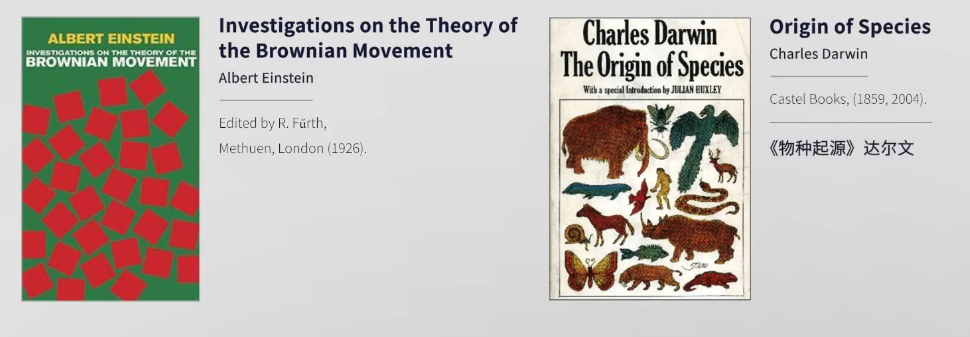 ALBERT EINSTEIN
INVESTIGATIONS ON THE THEORY OF THE
BROWNIAN MOVEMENT
Investigations on the Theory of
the Brownian Movement
Albert Einstein
Edited by R. Fürth,
Methuen, London (1926).
Charles Darwin
The Origin of Species
With a special Introduction by JULIAN HUXLEY
Origin of Species
Charles Darwin
Castel Books, (1859, 2004).
《物种起源》达尔文